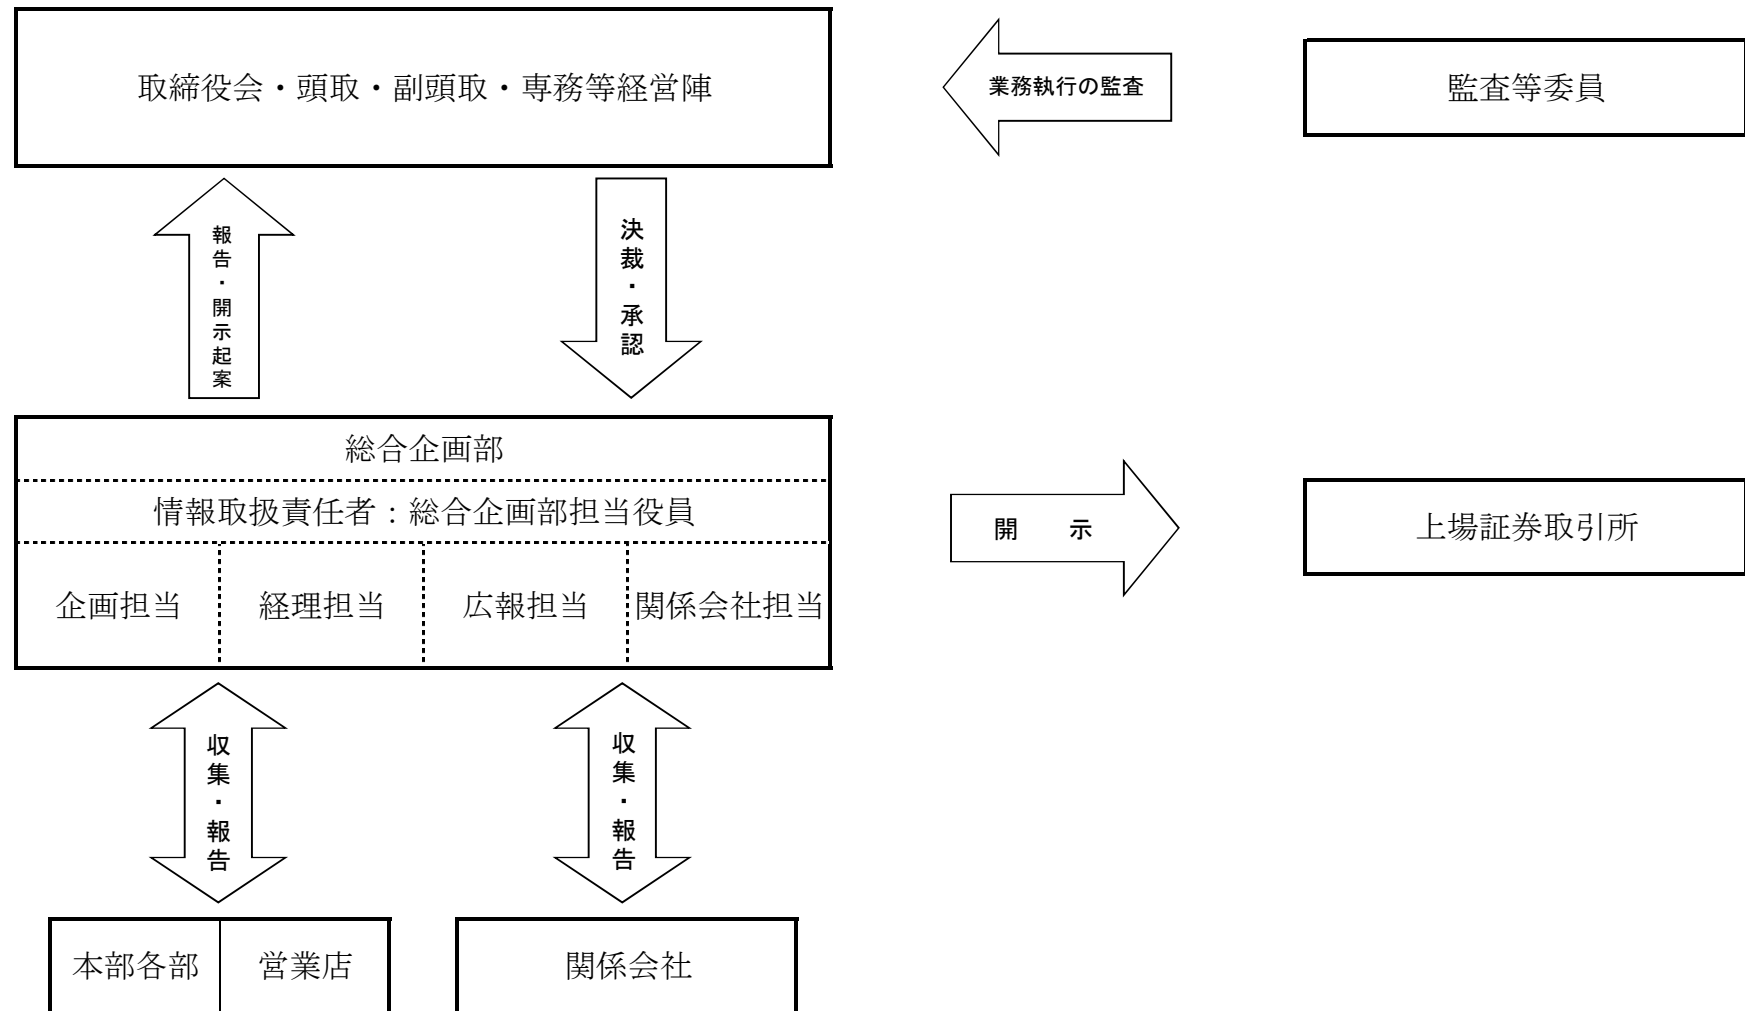 取締役会・頭取・副頭取・専務等経営陣
業務執行の監査
監査等委員
報告・開示起案
決裁・承認
総合企画部
情報取扱責任者：総合企画部担当役員
開　示
上場証券取引所
企画担当
経理担当
広報担当
関係会社担当
収集・報告
収集・報告
本部各部
営業店
関係会社